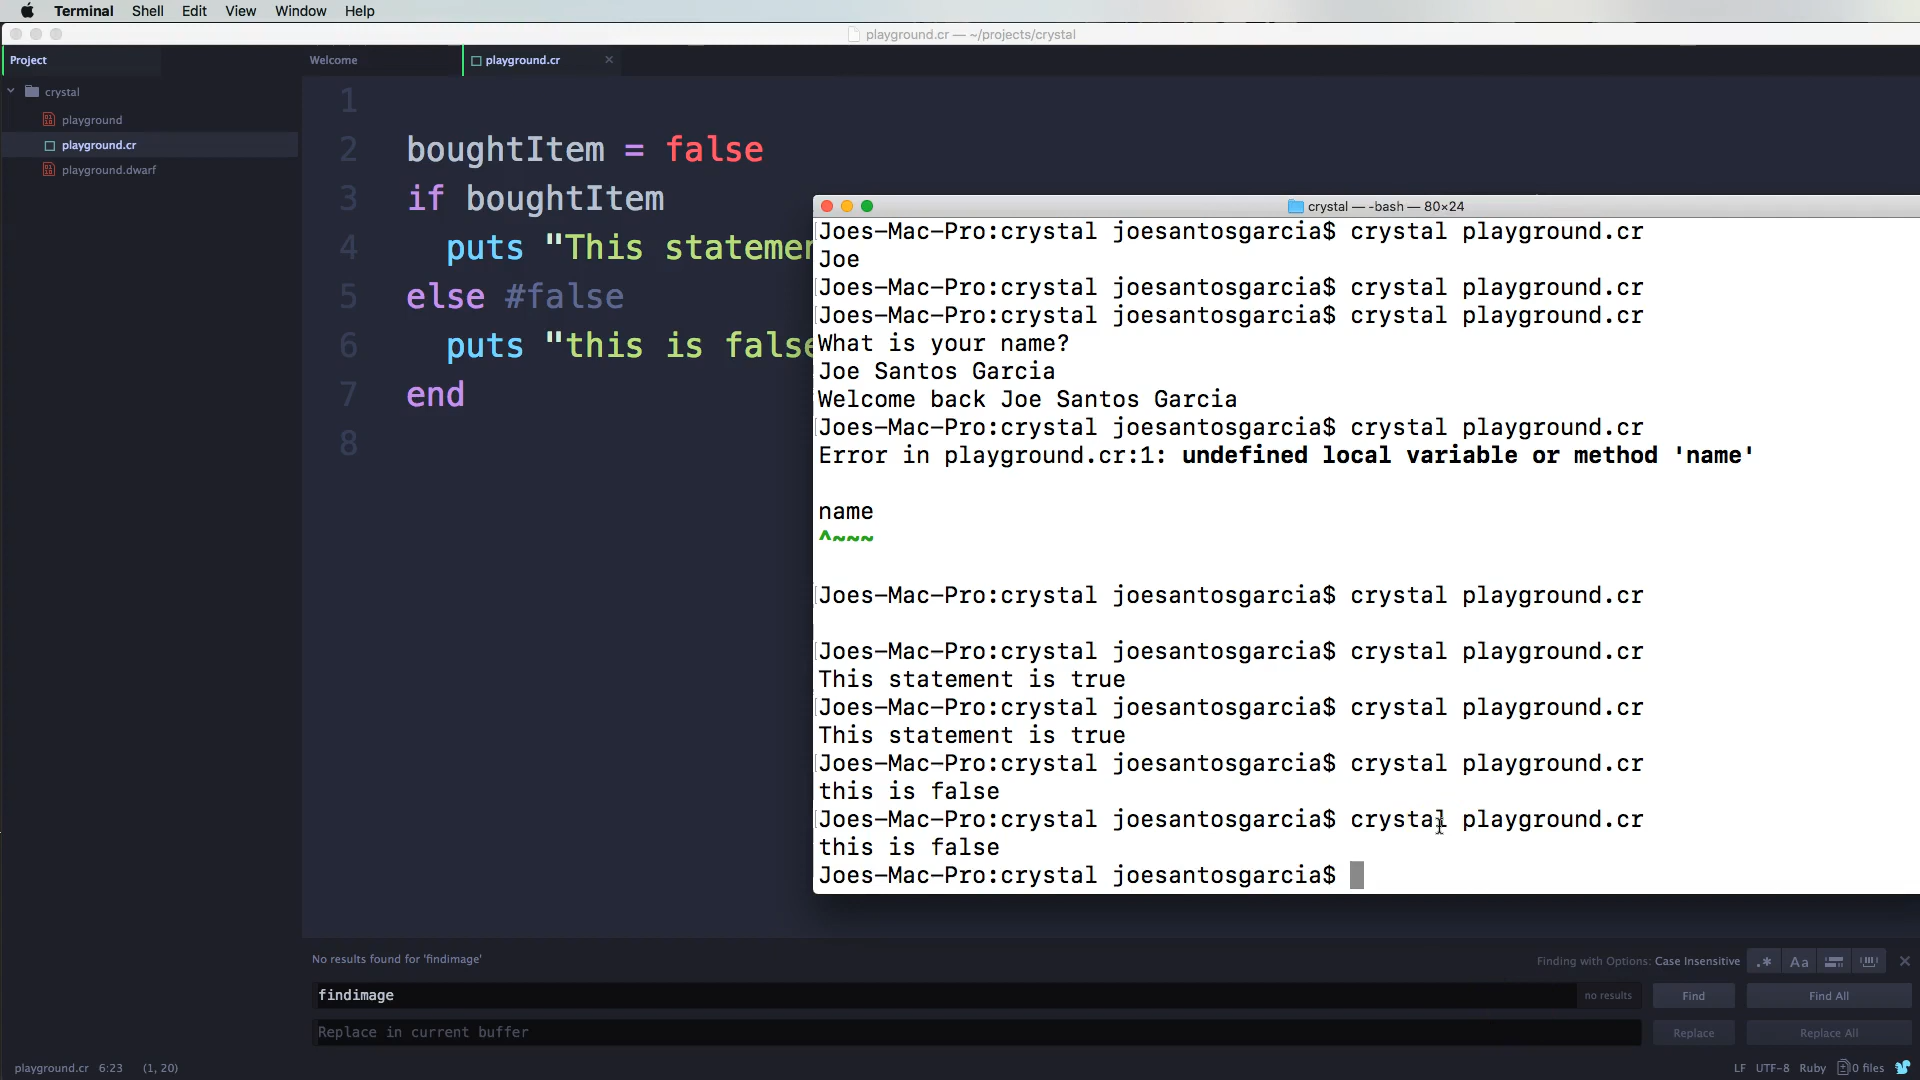 Terminal Shell Edit View Window Help
playground.cr — ~/projects/crystal
Project
Welcome
playground.cr
crystal
playground
playground.cr
playground.dwarf
1
2 boughtItem = false
3 if boughtItem
4 puts "This statemen
5 else #false
6 puts "this is false
7 end
8
crystal — -bash — 80×24
Joes-Mac-Pro:crystal joesantosgarcia$ crystal playground.cr
Joe
Joes-Mac-Pro:crystal joesantosgarcia$ crystal playground.cr
Joes-Mac-Pro:crystal joesantosgarcia$ crystal playground.cr
What is your name?
Joe Santos Garcia
Welcome back Joe Santos Garcia
Joes-Mac-Pro:crystal joesantosgarcia$ crystal playground.cr
Error in playground.cr:1: undefined local variable or method 'name'
name
^~~~
Joes-Mac-Pro:crystal joesantosgarcia$ crystal playground.cr
Joes-Mac-Pro:crystal joesantosgarcia$ crystal playground.cr
This statement is true
Joes-Mac-Pro:crystal joesantosgarcia$ crystal playground.cr
This statement is true
Joes-Mac-Pro:crystal joesantosgarcia$ crystal playground.cr
this is false
Joes-Mac-Pro:crystal joesantosgarcia$ crystal playground.cr
this is false
Joes-Mac-Pro:crystal joesantosgarcia$
No results found for 'findimage'
Finding with Options: Case Insensitive
.* Aa
findimage
no results
Find
Find All
Replace in current buffer
Replace
Replace All
playground.cr 6:23 (1, 20)
LF UTF-8 Ruby 0 files